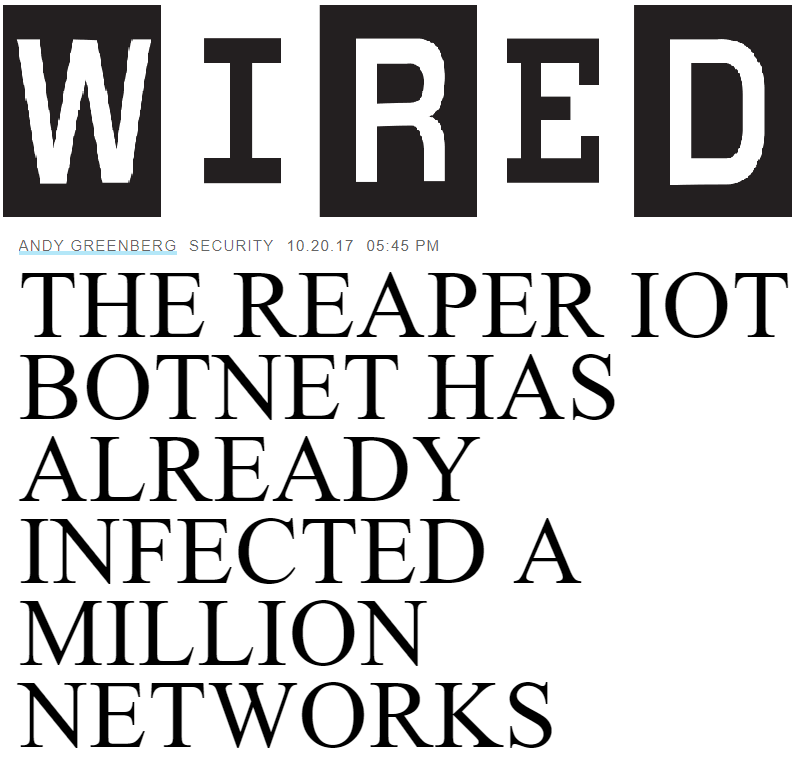 WIRED
ANDY GREENBERG SECURITY 10.20.17 05:45 PM
THE REAPER IOT
BOTNET HAS
ALREADY
INFECTED A
MILLION
NETWORKS